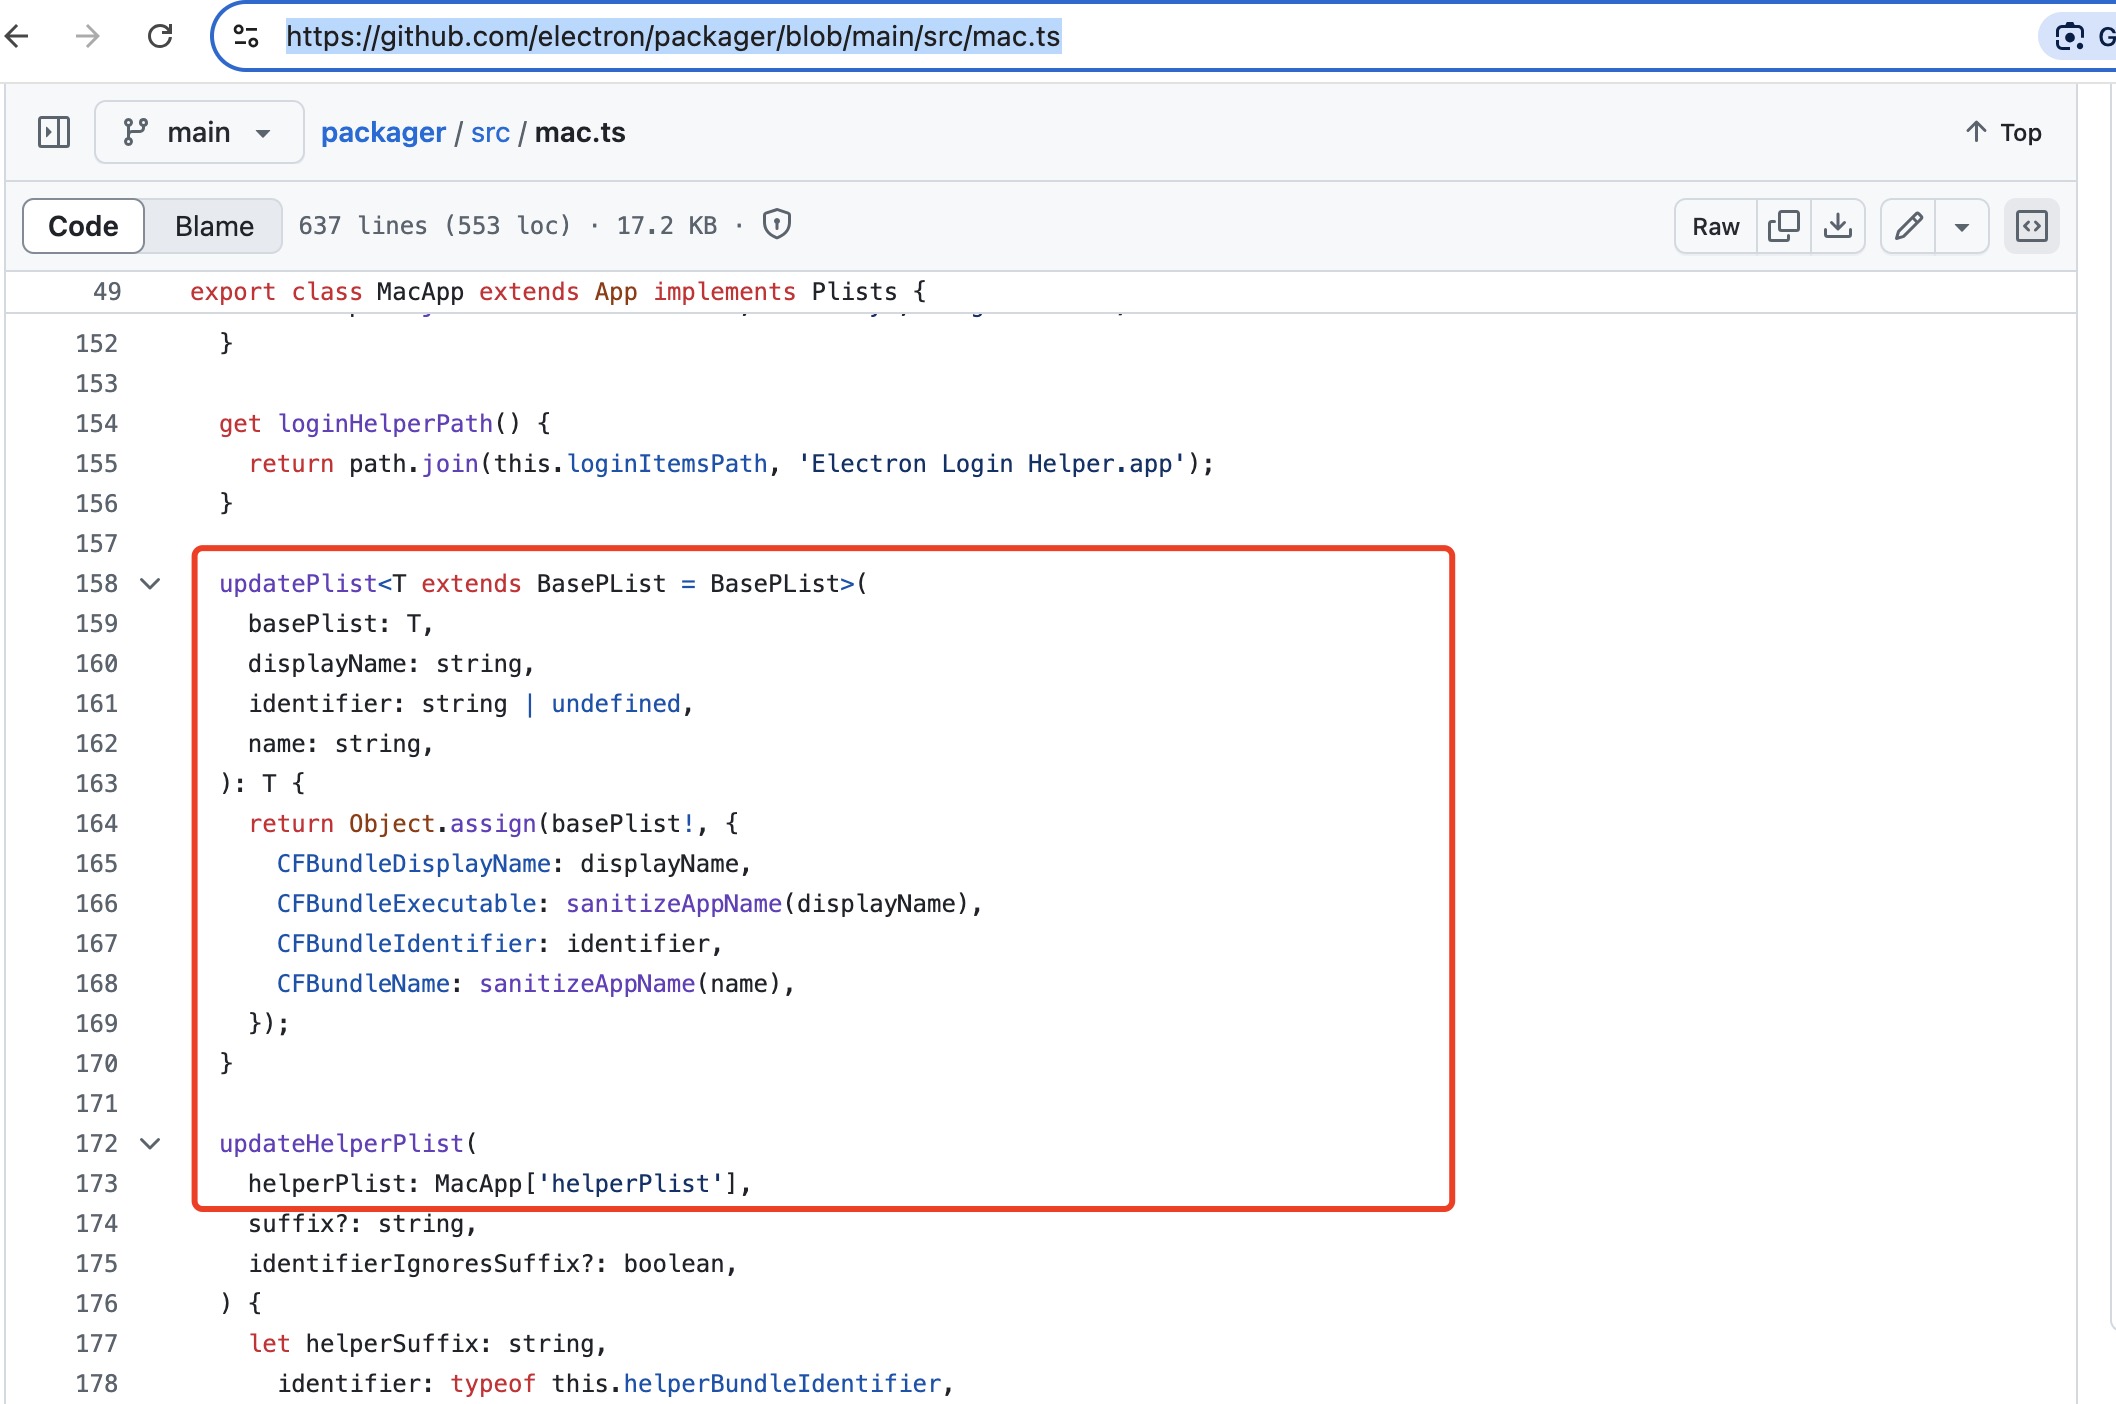 https://github.com/electron/packager/blob/main/src/mac.ts
G
main
packager / src / mac.ts
Top
Code
Blame
637 lines (553 loc) · 17.2 KB ·
Raw
49 export class MacApp extends App implements Plists {
152 }
153
154 get loginHelperPath() {
155 return path.join(this.loginItemsPath, 'Electron Login Helper.app');
156 }
157
158 updatePlist<T extends BasePList = BasePList>(
159 basePlist: T,
160 displayName: string,
161 identifier: string | undefined,
162 name: string,
163 ): T {
164 return Object.assign(basePlist!, {
165 CFBundleDisplayName: displayName,
166 CFBundleExecutable: sanitizeAppName(displayName),
167 CFBundleIdentifier: identifier,
168 CFBundleName: sanitizeAppName(name),
169 });
170 }
171
172 updateHelperPlist(
173 helperPlist: MacApp['helperPlist'],
174 suffix?: string,
175 identifierIgnoresSuffix?: boolean,
176 ) {
177 let helperSuffix: string,
178 identifier: typeof this.helperBundleIdentifier,